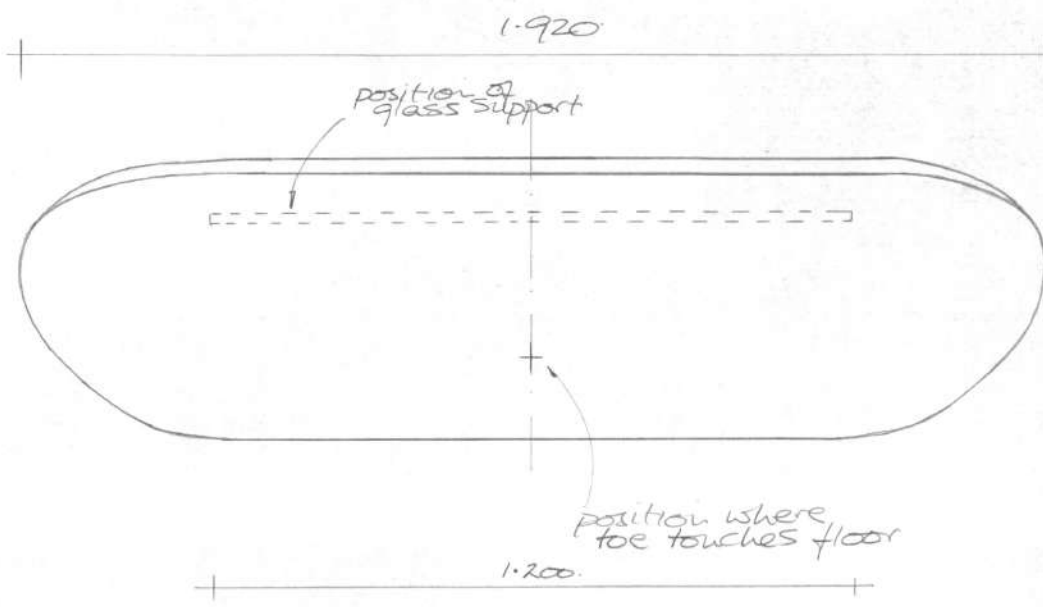 1·920
position of
glass support
position where
toe touches floor
1·200.